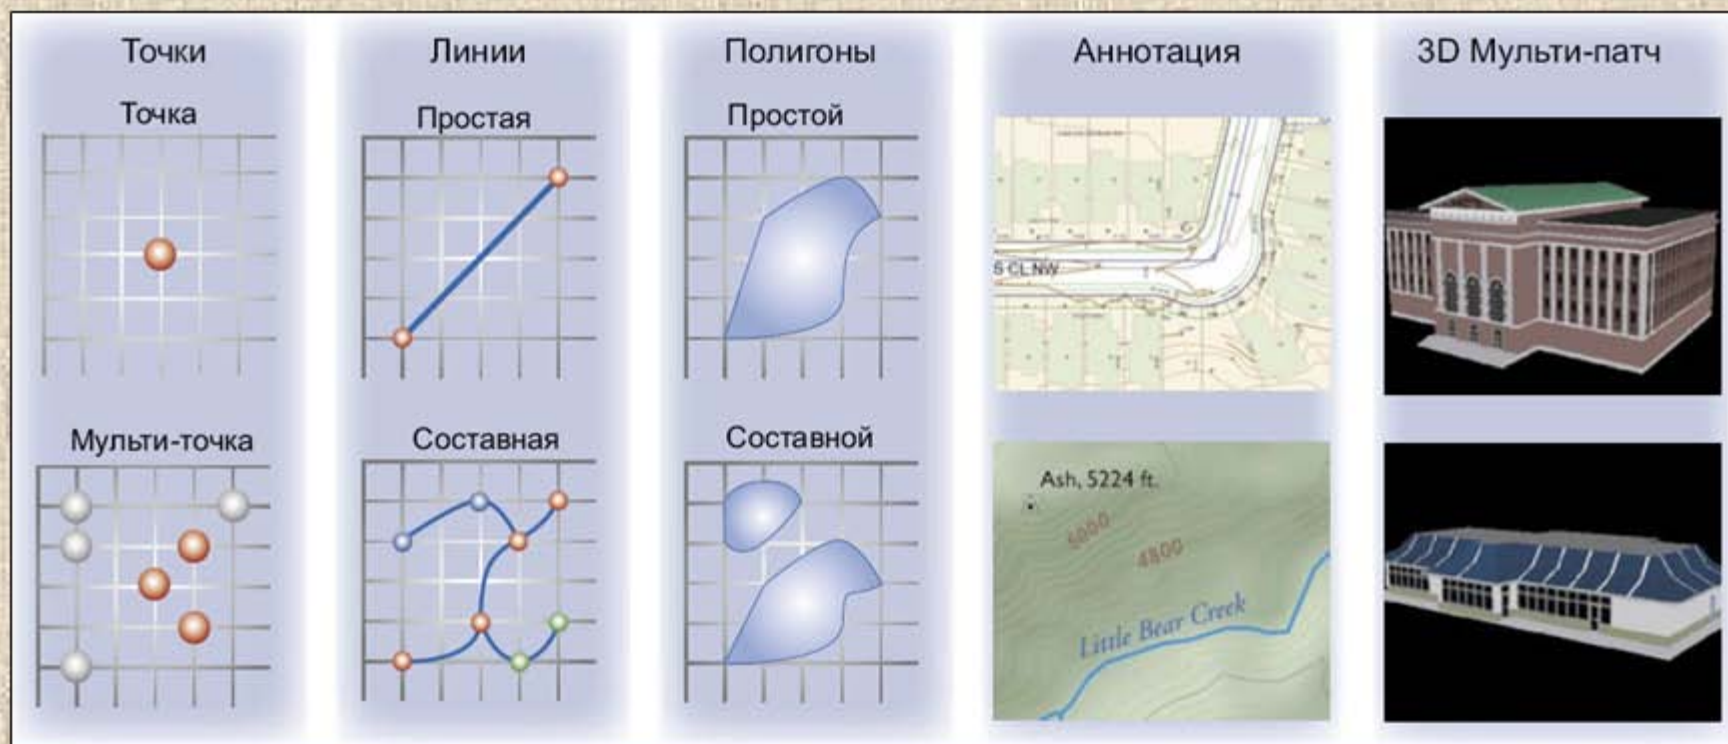 Точки
Линии
Полигоны
Аннотация
3D Мульти-патч
Точка
Простая
Простой
S CL NW
Мульти-точка
Составная
Составной
Ash, 5224 ft.
6000
4800
Little Bear Creek